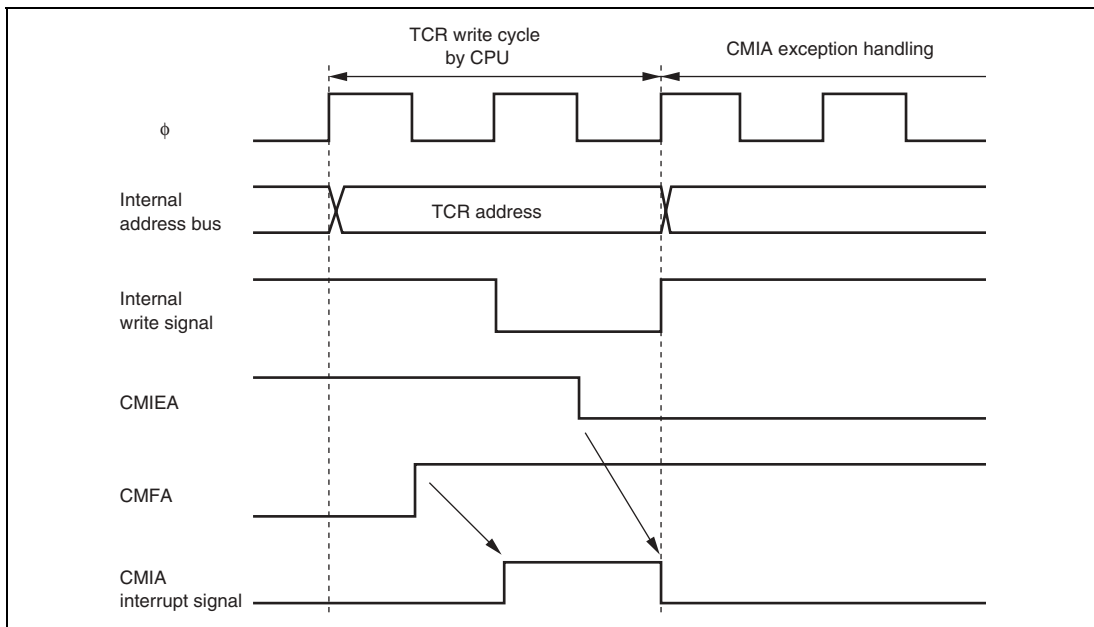 TCR write cycle
by CPU
CMIA exception handling
ϕ
Internal
address bus
TCR address
Internal
write signal
CMIEA
CMFA
CMIA
interrupt signal